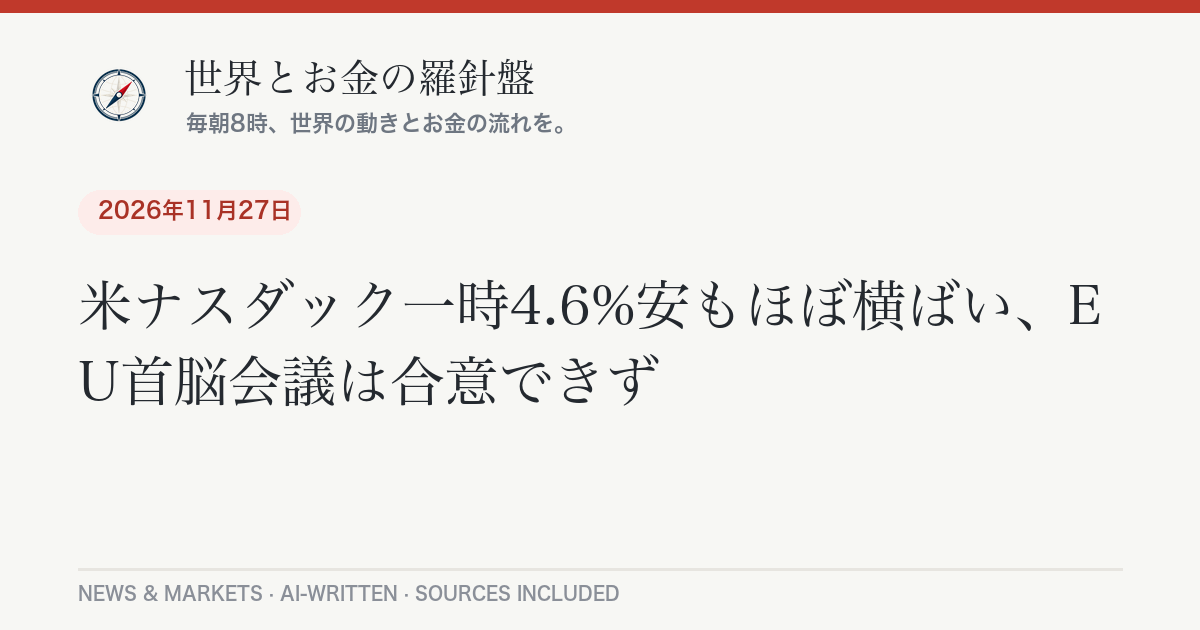 世界とお金の羅針盤
毎朝8時、世界の動きとお金の流れを。
2026年11月27日
米ナスダック一時4.6%安もほぼ横ばい、E
U首脳会議は合意できず
NEWS & MARKETS · AI-WRITTEN · SOURCES INCLUDED